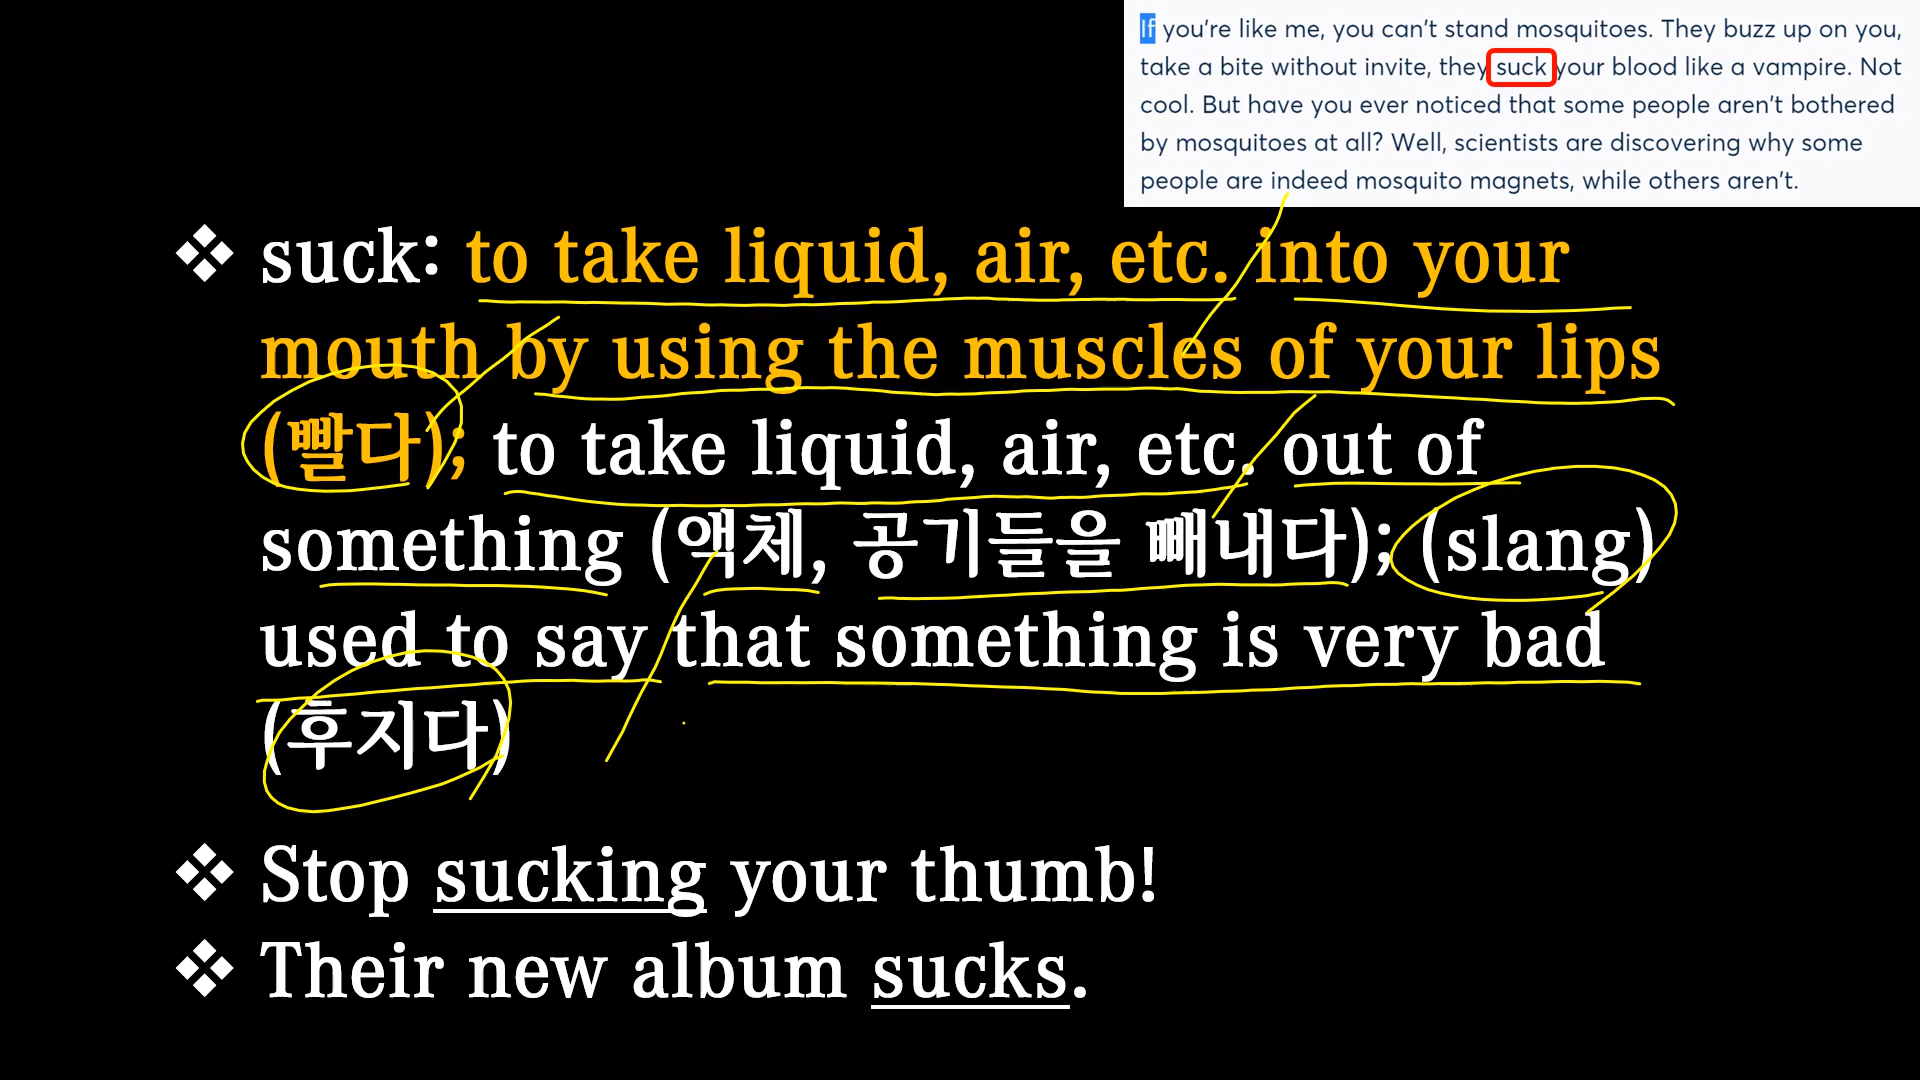 If you're like me, you can't stand mosquitoes. They buzz up on you,
take a bite without invite, they suck your blood like a vampire. Not
cool. But have you ever noticed that some people aren't bothered
by mosquitoes at all? Well, scientists are discovering why some
people are indeed mosquito magnets, while others aren't.
❖ suck: to take liquid, air, etc. into your
mouth by using the muscles of your lips
(빨다); to take liquid, air, etc. out of
something (액체, 공기들을 빼내다); (slang)
used to say that something is very bad
(후지다)
❖ Stop sucking your thumb!
❖ Their new album sucks.